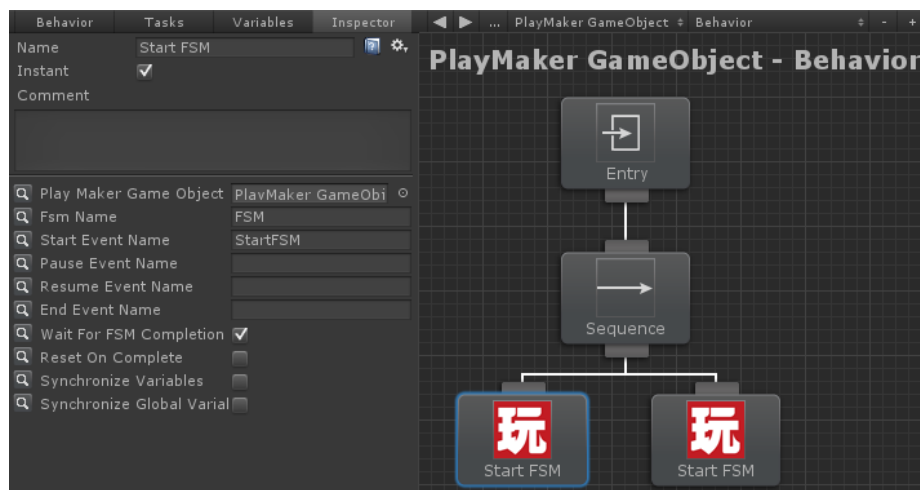 Behavior Tasks Variables Inspector
Name Start FSM
Instant
Comment
Play Maker Game Object PlayMaker GameObj
Fsm Name FSM
Start Event Name StartFSM
Pause Event Name
Resume Event Name
End Event Name
Wait For FSM Completion
Reset On Complete
Synchronize Variables
Synchronize Global Varial
... PlayMaker GameObject Behavior - +
PlayMaker GameObject - Behavior
Entry
Sequence
玩 玩
Start FSM Start FSM